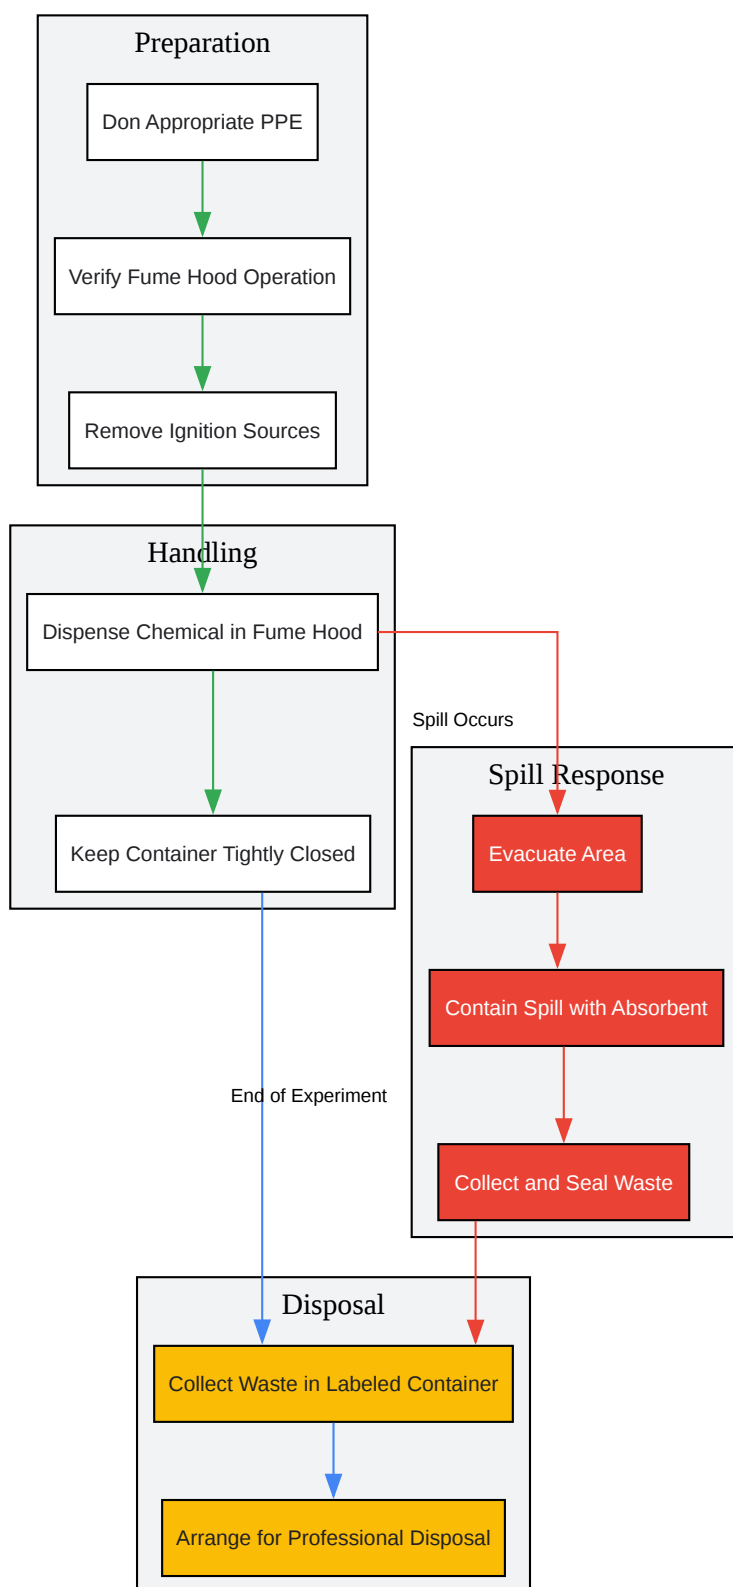 Preparation
Don Appropriate PPE
Verify Fume Hood Operation
Remove Ignition Sources
Handling
Dispense Chemical in Fume Hood
Spill Occurs
Spill Response
Keep Container Tightly Closed
Evacuate Area
Contain Spill with Absorbent
End of Experiment
Collect and Seal Waste
Disposal
Collect Waste in Labeled Container
Arrange for Professional Disposal